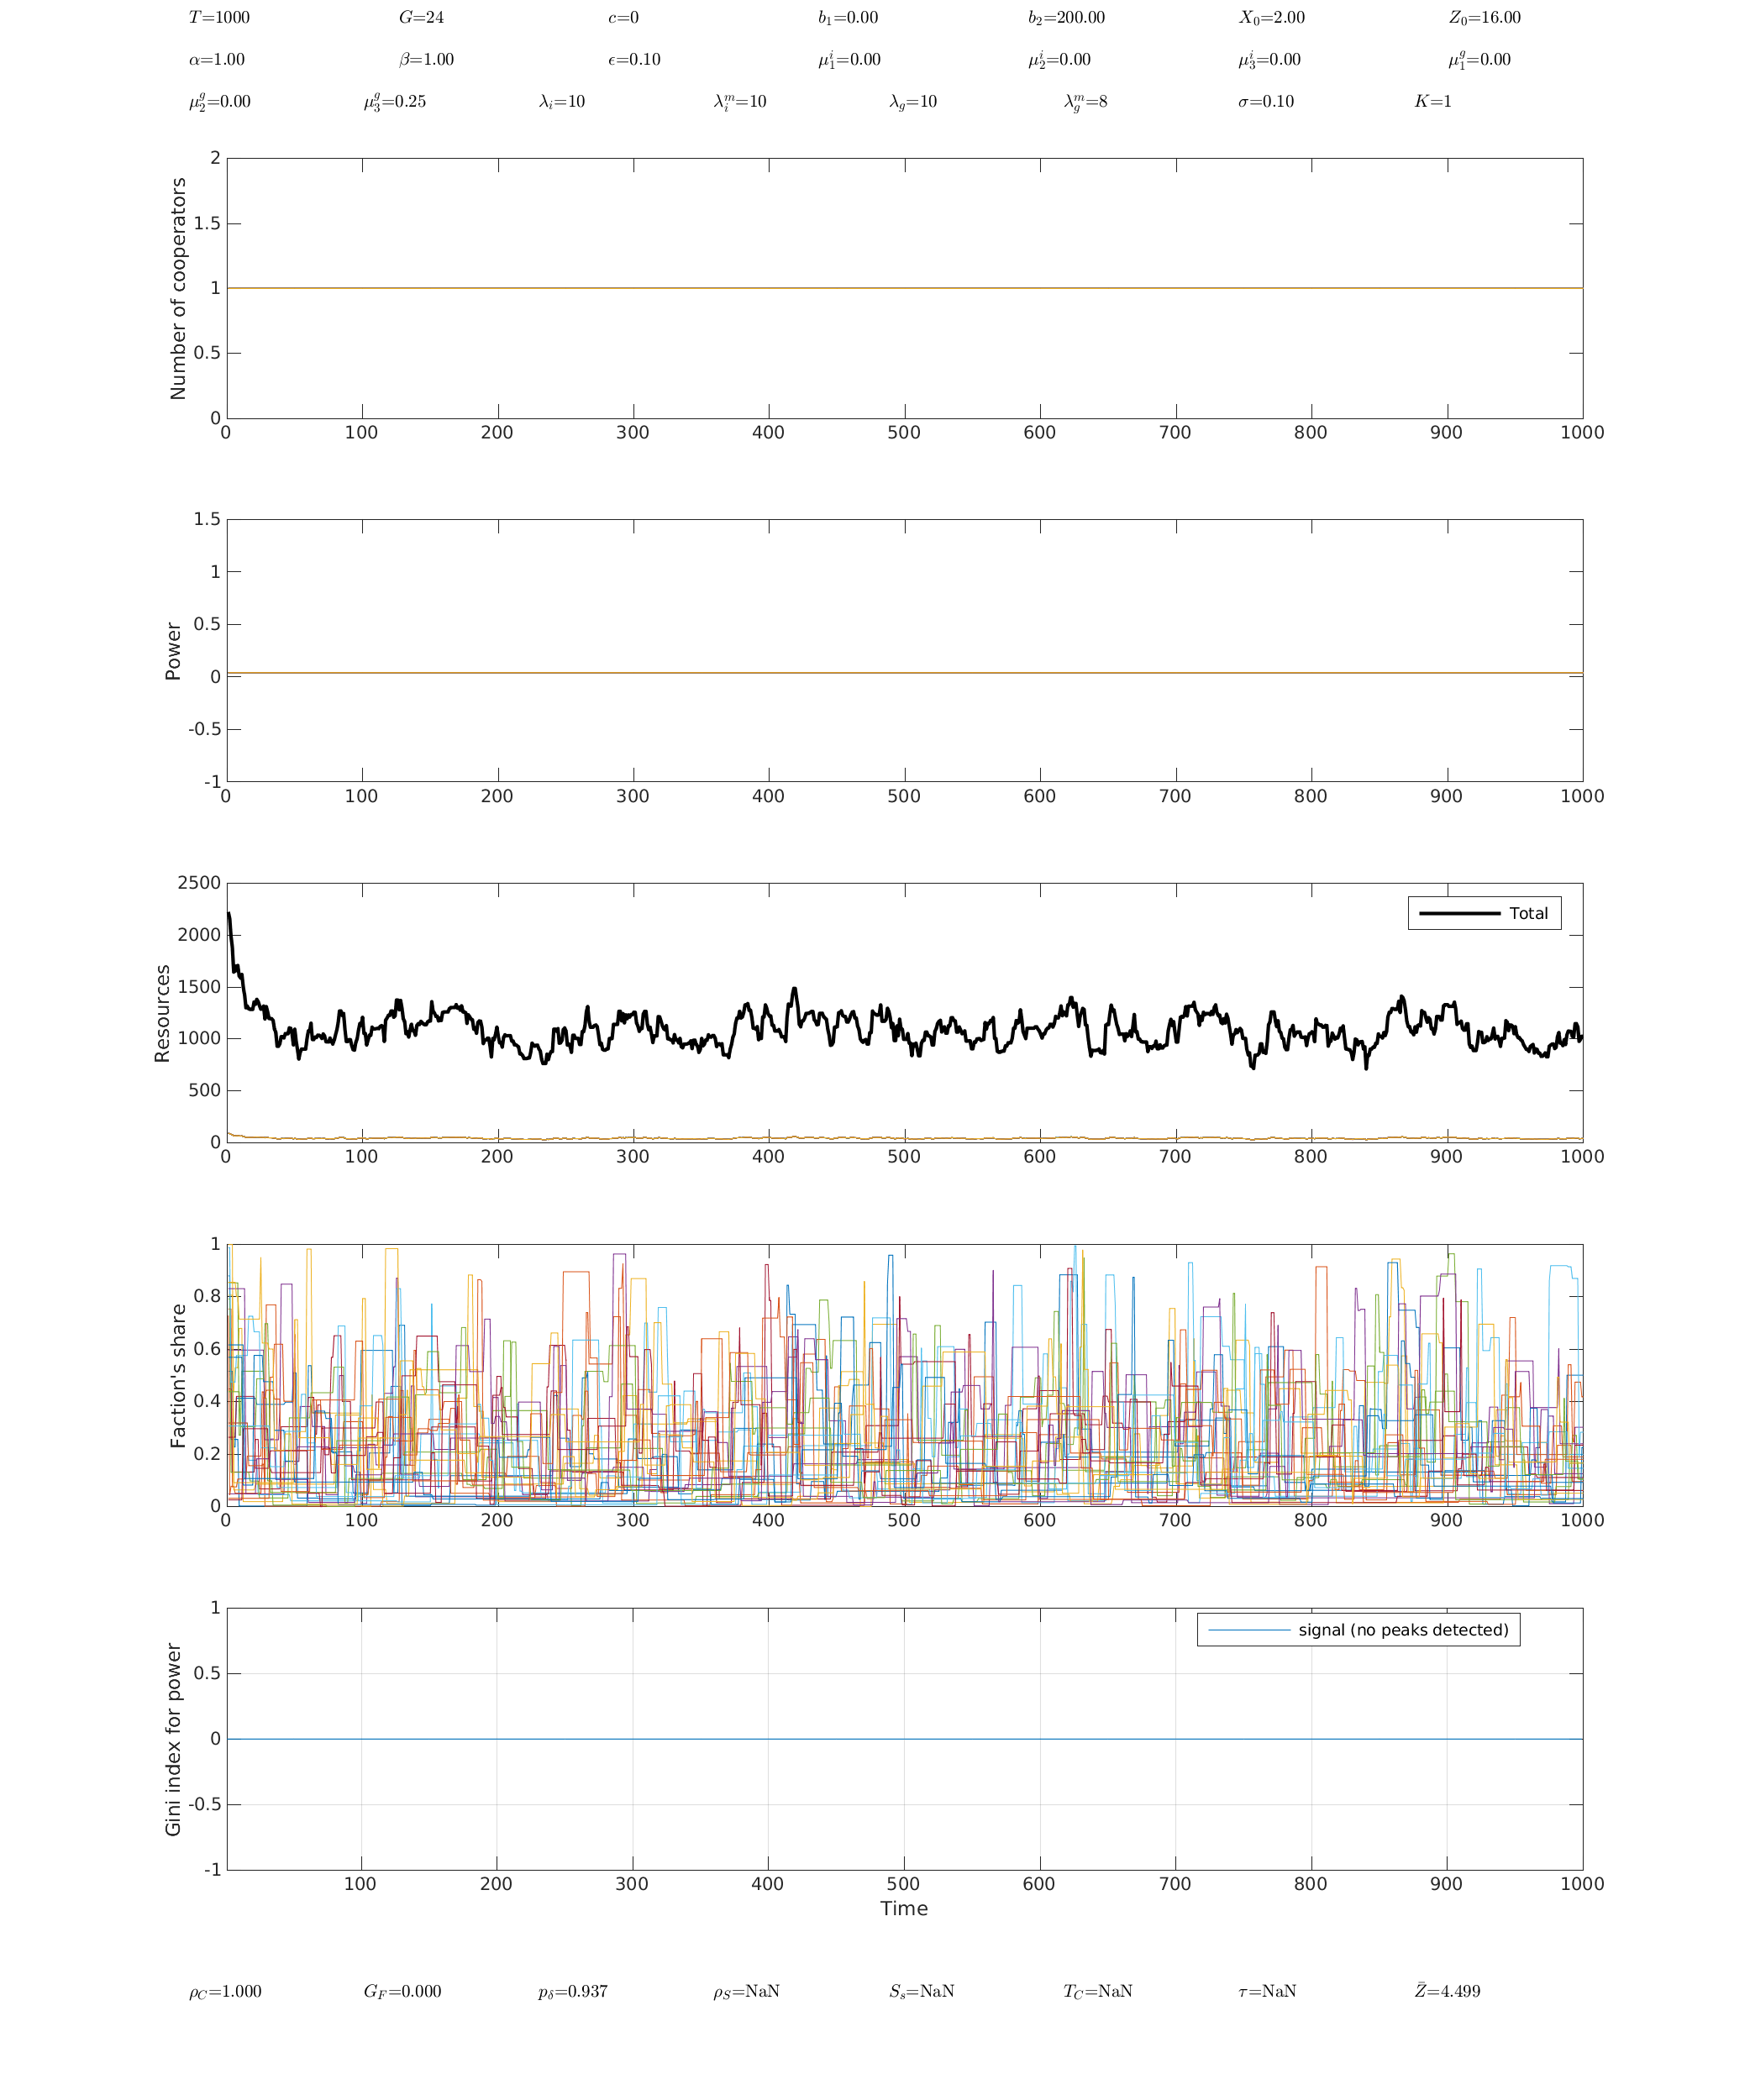 T=1000 G=24 c=0 b₁=0.00 b₂=200.00 X₀=2.00 Z₀=16.00
α=1.00 β=1.00 ϵ=0.10 μ₁ⁱ=0.00 μ₂ⁱ=0.00 μ₃ⁱ=0.00 μ₁ᵍ=0.00
μ₂ᵍ=0.00 μ₃ᵍ=0.25 λᵢ=10 λᵢᵐ=10 λ_g=10 λ_gᵐ=8 σ=0.10 K=1
Number of cooperators
2
1.5
1
0.5
0
0 100 200 300 400 500 600 700 800 900 1000
Power
1.5
1
0.5
0
-0.5
-1
0 100 200 300 400 500 600 700 800 900 1000
Resources
2500
2000
1500
1000
500
0
Total
0 100 200 300 400 500 600 700 800 900 1000
Faction's share
1
0.8
0.6
0.4
0.2
0
0 100 200 300 400 500 600 700 800 900 1000
Gini index for power
1
0.5
0
-0.5
-1
signal (no peaks detected)
100 200 300 400 500 600 700 800 900 1000
Time
ρ_C=1.000 G_F=0.000 p_δ=0.937 ρ_S=NaN S_s=NaN T_C=NaN τ=NaN Z̄=4.499